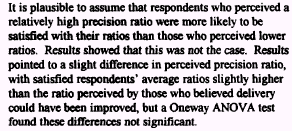 It is plausible to assume that respondents who perceived a
relatively high precision ratio were more likely to be
satisfied with their ratios than those who perceived lower
ratios. Results showed that this was not the case. Results
pointed to a slight difference in perceived precision ratio,
with satisfied respondents' average ratios slightly higher
than the ratio perceived by those who believed delivery
could have been improved, but a Oneway ANOVA test
found these differences not significant.